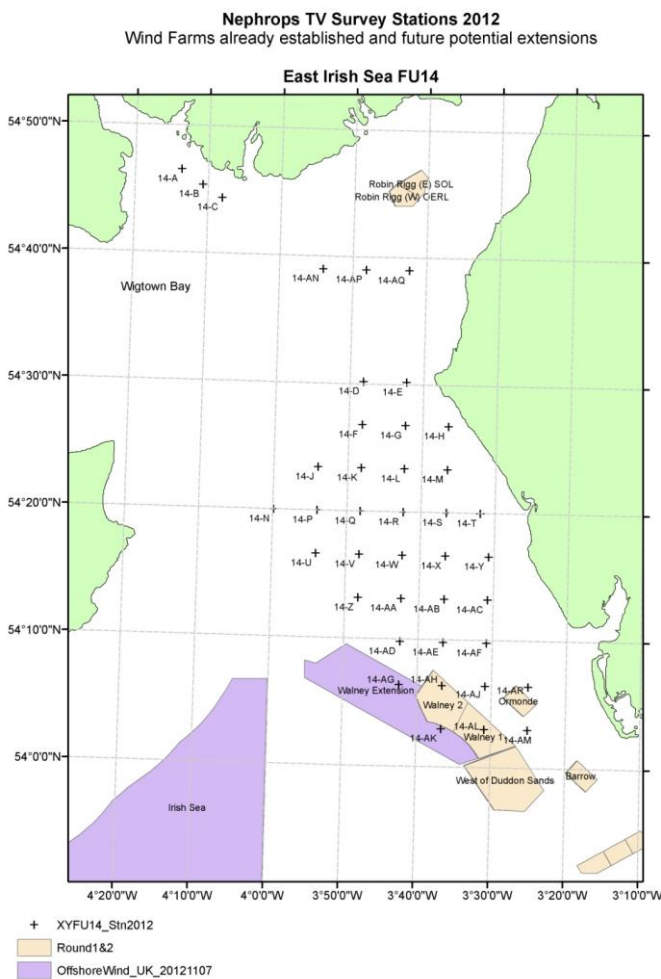 Nephrops TV Survey Stations 2012
Wind Farms already established and future potential extensions
East Irish Sea FU14
54°50'0"N
14-A
14-B
14-C
Robin Rigg (E) SOL
Robin Rigg (W) OERL
54°40'0"N
14-AN 14-AP 14-AQ
Wigtown Bay
54°30'0"N
14-D 14-E
14-F 14-G 14-H
14-J 14-K 14-L 14-M
54°20'0"N
14-N 14-P 14-Q 14-R 14-S 14-T
14-U 14-V 14-W 14-X 14-Y
14-Z 14-AA 14-AB 14-AC
54°10'0"N
14-AD 14-AE 14-AF
14-AG 14-AH
Walney Extension 14-AJ 14-AR
Walney 2 Ormonde
14-AL
14-AK Walney 1 14-AM
54°0'0"N
West of Duddon Sands Barrow
Irish Sea
4°20'0"W 4°10'0"W 4°0'0"W 3°50'0"W 3°40'0"W 3°30'0"W 3°20'0"W 3°10'0"W
XYFU14_Stn2012
Round1&2
OffshoreWind_UK_20121107